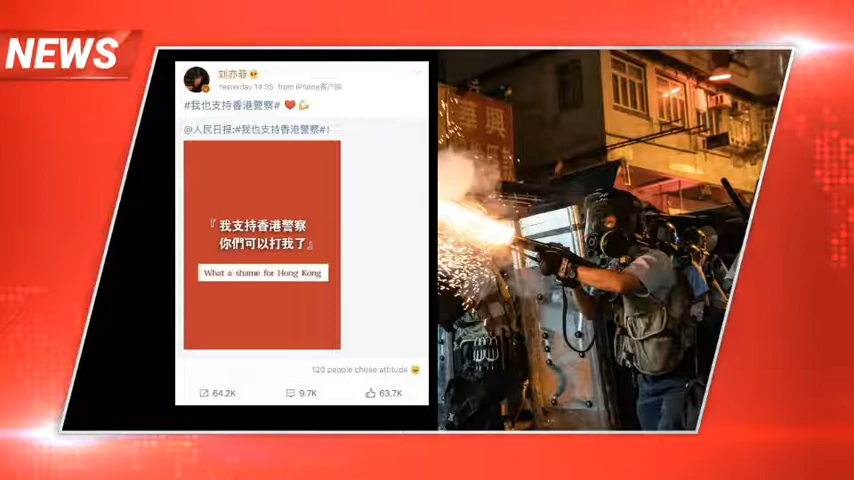 NEWS
刘亦菲
Yesterday 18:35 from iPhone客户端
#我也支持香港警察# ❤️💪
@人民日报:#我也支持香港警察#!
『我支持香港警察
你們可以打我了』
What a shame for Hong Kong
120 people chose attitude
64.2K 9.7K 63.7K
興